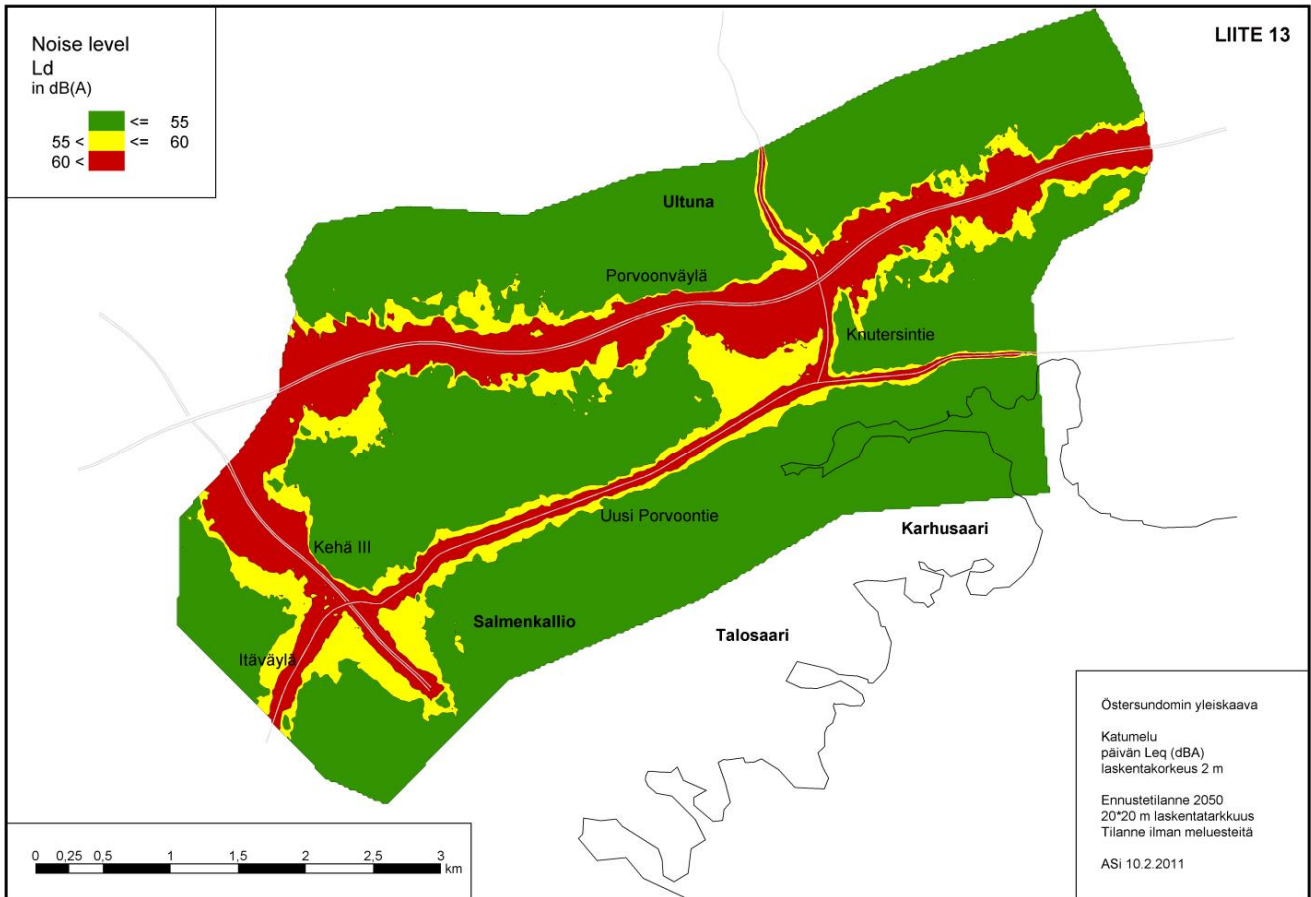 LIITE 13
Noise level
Ld
in dB(A)
<= 55
55 < <= 60
60 <
Ultuna
Porvoonväylä
Knutersintie
Uusi Porvoontie
Karhusaari
Kehä III
Salmenkallio
Talosaari
Itäväylä
Östersundomin yleiskaava
Katumelu
päivän Leq (dBA)
laskentakorkeus 2 m
Ennustetilanne 2050
20*20 m laskentatarkkuus
Tilanne ilman meluesteitä
ASi 10.2.2011
0 0,25 0,5 1 1,5 2 2,5 3
km